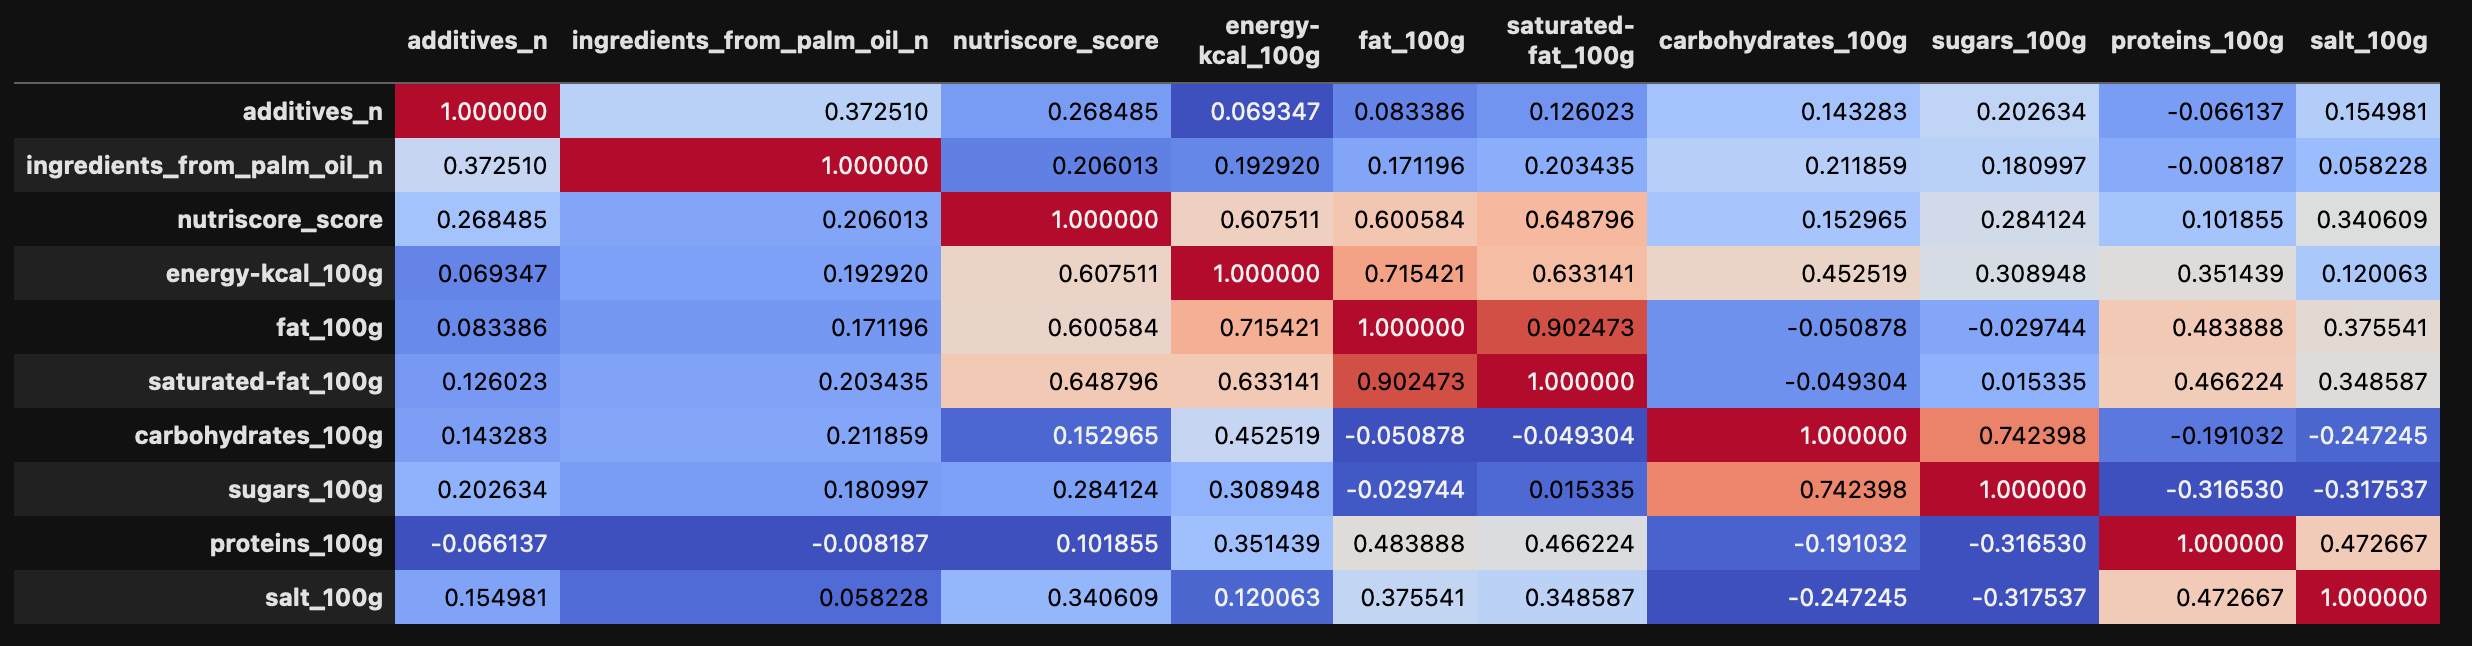 additives_n ingredients_from_palm_oil_n nutriscore_score energy-kcal_100g fat_100g saturated-fat_100g carbohydrates_100g sugars_100g proteins_100g salt_100g
additives_n 1.000000 0.372510 0.268485 0.069347 0.083386 0.126023 0.143283 0.202634 -0.066137 0.154981
ingredients_from_palm_oil_n 0.372510 1.000000 0.206013 0.192920 0.171196 0.203435 0.211859 0.180997 -0.008187 0.058228
nutriscore_score 0.268485 0.206013 1.000000 0.607511 0.600584 0.648796 0.152965 0.284124 0.101855 0.340609
energy-kcal_100g 0.069347 0.192920 0.607511 1.000000 0.715421 0.633141 0.452519 0.308948 0.351439 0.120063
fat_100g 0.083386 0.171196 0.600584 0.715421 1.000000 0.902473 -0.050878 -0.029744 0.483888 0.375541
saturated-fat_100g 0.126023 0.203435 0.648796 0.633141 0.902473 1.000000 -0.049304 0.015335 0.466224 0.348587
carbohydrates_100g 0.143283 0.211859 0.152965 0.452519 -0.050878 -0.049304 1.000000 0.742398 -0.191032 -0.247245
sugars_100g 0.202634 0.180997 0.284124 0.308948 -0.029744 0.015335 0.742398 1.000000 -0.316530 -0.317537
proteins_100g -0.066137 -0.008187 0.101855 0.351439 0.483888 0.466224 -0.191032 -0.316530 1.000000 0.472667
salt_100g 0.154981 0.058228 0.340609 0.120063 0.375541 0.348587 -0.247245 -0.317537 0.472667 1.000000